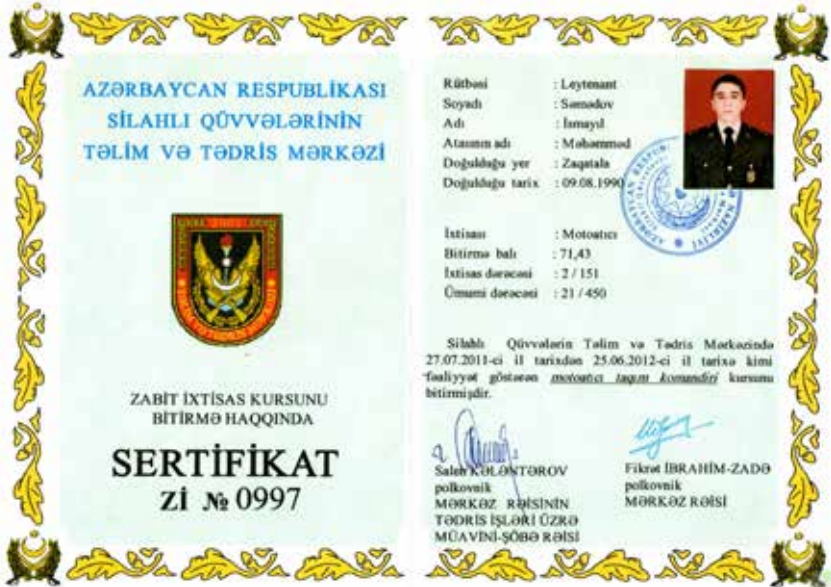 AZƏRBAYCAN RESPUBLİKASI
SİLAHLI QÜVVƏLƏRİNİN
TƏLİM VƏ TƏDRİS MƏRKƏZİ
ZABİT İXTİSAS KURSUNU
BİTİRMƏ HAQQINDA
SERTİFİKAT
Zİ № 0997
Rütbəsi : Leytenant
Soyadı : Səmədov
Adı : İsmayıl
Atasının adı : Məhəmməd
Doğulduğu yer : Zaqatala
Doğulduğu tarix : 09.08.1990
İxtisası : Motoatıcı
Bitirmə balı : 71,43
İxtisas dərəcəsi : 2 / 151
Ümumi dərəcəsi : 21 / 450
Silahlı Qüvvələrin Təlim və Tədris Mərkəzində
27.07.2011-ci il tarixdən 25.06.2012-ci il tarixə kimi
fəaliyyət göstərən motoatıcı taqım komandiri kursunu
bitirmişdir.
Saleh KƏLƏNTƏROV
polkovnik
MƏRKƏZ RƏİSİNİN
TƏDRİS İŞLƏRİ ÜZRƏ
MÜAVİNİ-ŞÖBƏ RƏİSİ
Fikrət İBRAHİM-ZADƏ
polkovnik
MƏRKƏZ RƏİSİ